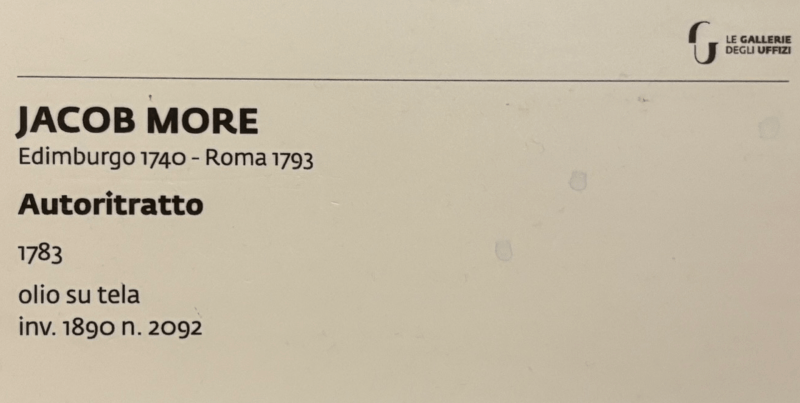 LE GALLERIE
DEGLI UFFIZI
JACOB MORE
Edimburgo 1740 - Roma 1793
Autoritratto
1783
olio su tela
inv. 1890 n. 2092